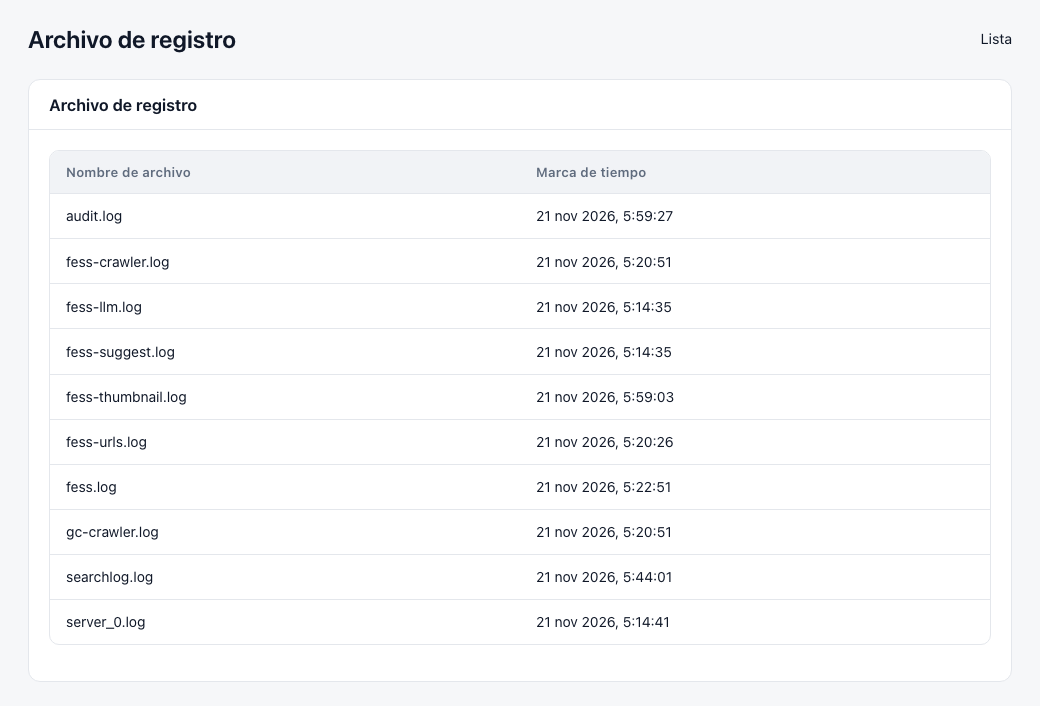 Archivo de registro
Lista
Archivo de registro
Nombre de archivo Marca de tiempo
audit.log 21 nov 2026, 5:59:27
fess-crawler.log 21 nov 2026, 5:20:51
fess-llm.log 21 nov 2026, 5:14:35
fess-suggest.log 21 nov 2026, 5:14:35
fess-thumbnail.log 21 nov 2026, 5:59:03
fess-urls.log 21 nov 2026, 5:20:26
fess.log 21 nov 2026, 5:22:51
gc-crawler.log 21 nov 2026, 5:20:51
searchlog.log 21 nov 2026, 5:44:01
server_0.log 21 nov 2026, 5:14:41